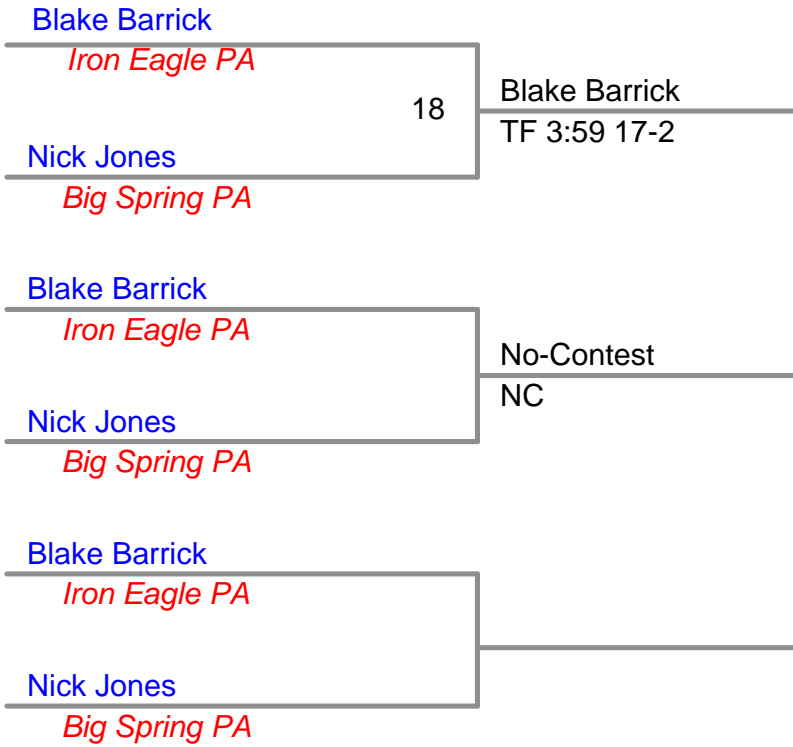 Blake Barrick
Iron Eagle PA
18
Blake Barrick
TF 3:59 17-2
Nick Jones
Big Spring PA
Blake Barrick
Iron Eagle PA
No-Contest
NC
Nick Jones
Big Spring PA
Blake Barrick
Iron Eagle PA
Nick Jones
Big Spring PA